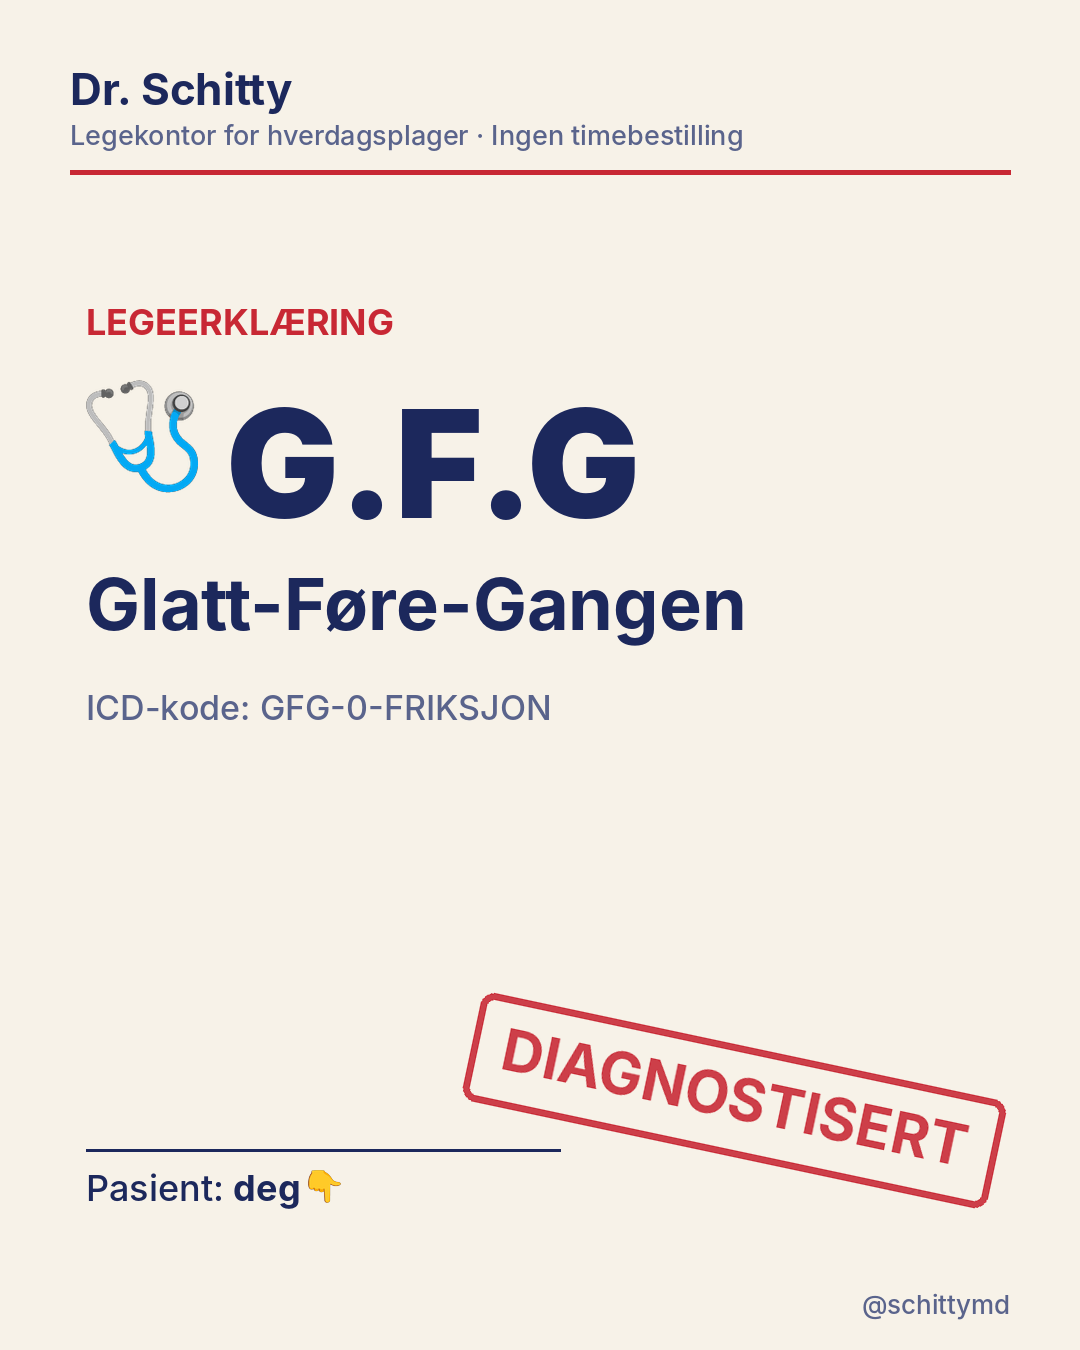 Dr. Schitty
Legekontor for hverdagsplager · Ingen timebestilling
LEGEERKLÆRING
G.F.G
Glatt-Føre-Gangen
ICD-kode: GFG-0-FRIKSJON
DIAGNOSTISERT
Pasient: deg
@schittymd